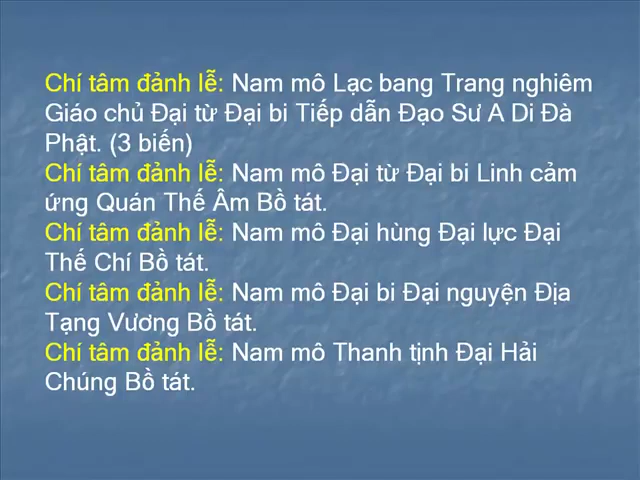 Chí tâm đảnh lễ: Nam mô Lạc bang Trang nghiêm
Giáo chủ Đại từ Đại bi Tiếp dẫn Đạo Sư A Di Đà
Phật. (3 biến)
Chí tâm đảnh lễ: Nam mô Đại từ Đại bi Linh cảm
ứng Quán Thế Âm Bồ tát.
Chí tâm đảnh lễ: Nam mô Đại hùng Đại lực Đại
Thế Chí Bồ tát.
Chí tâm đảnh lễ: Nam mô Đại bi Đại nguyện Địa
Tạng Vương Bồ tát.
Chí tâm đảnh lễ: Nam mô Thanh tịnh Đại Hải
Chúng Bồ tát.